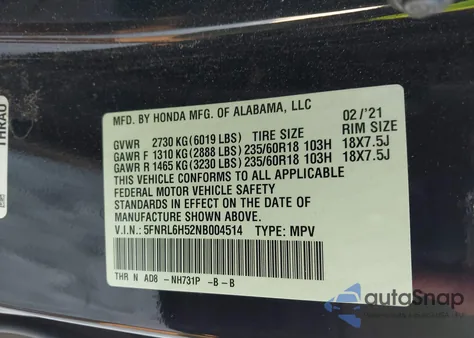 THRAU
MFD. BY HONDA MFG. OF ALABAMA, LLC 02/'21
GVWR 2730 KG(6019 LBS) TIRE SIZE RIM SIZE
GAWR F 1310 KG(2888 LBS) 235/60R18 103H 18X7.5J
GAWR R 1465 KG(3230 LBS) 235/60R18 103H 18X7.5J
THIS VEHICLE CONFORMS TO ALL APPLICABLE
FEDERAL MOTOR VEHICLE SAFETY
STANDARDS IN EFFECT ON THE DATE OF
MANUFACTURE SHOWN ABOVE.
V.I.N.: 5FNRL6H52NB004514 TYPE: MPV
THR N AD8 - NH731P -B - B
autoSnap